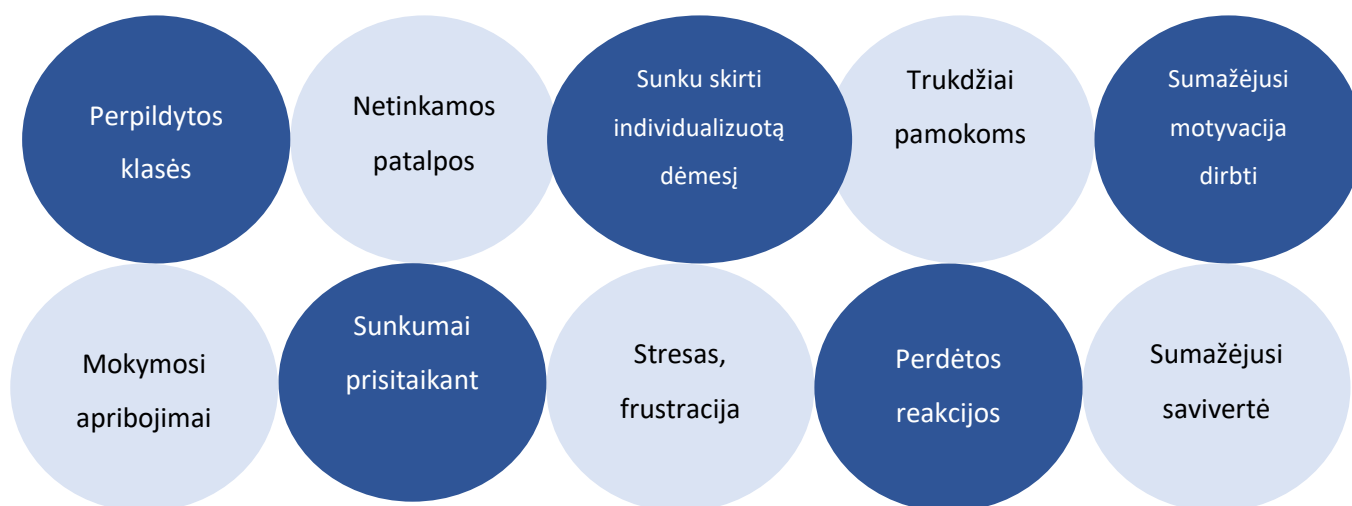 Perpildytos
klasės
Netinkamos
patalpos
Sunku skirti
individualizuotą
dėmesį
Trukdžiai
pamokoms
Sumažėjusi
motyvacija
dirbti
Mokymosi
apribojimai
Sunkumai
prisitaikant
Stresas,
frustracija
Perdėtos
reakcijos
Sumažėjusi
savivertė